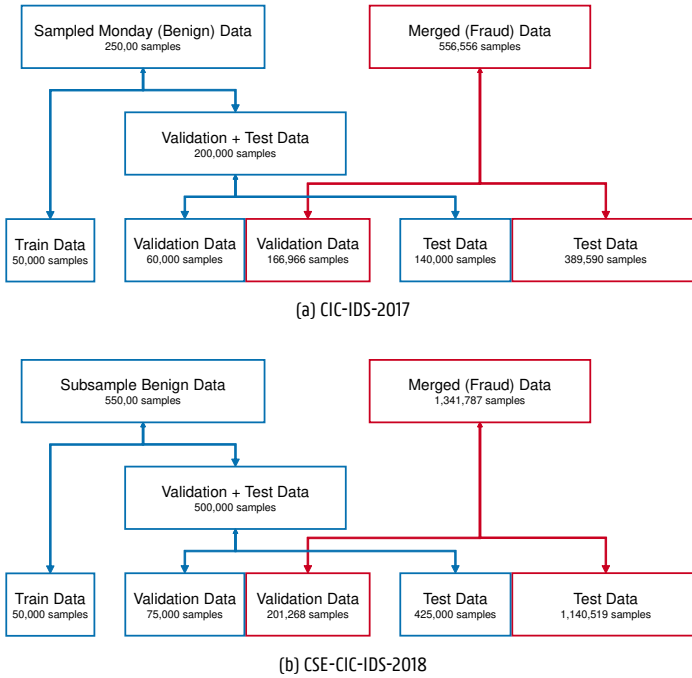 Sampled Monday (Benign) Data
250,00 samples
Merged (Fraud) Data
556,556 samples
Validation + Test Data
200,000 samples
Train Data
50,000 samples
Validation Data
60,000 samples
Validation Data
166,966 samples
Test Data
140,000 samples
Test Data
389,590 samples
(a) CIC-IDS-2017
Subsample Benign Data
550,00 samples
Merged (Fraud) Data
1,341,787 samples
Validation + Test Data
500,000 samples
Train Data
50,000 samples
Validation Data
75,000 samples
Validation Data
201,268 samples
Test Data
425,000 samples
Test Data
1,140,519 samples
(b) CSE-CIC-IDS-2018